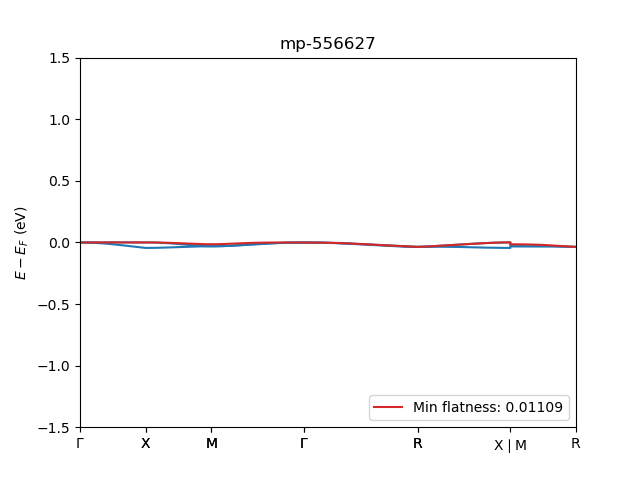 mp-556627
E − E_F (eV)
1.5
1.0
0.5
0.0
−0.5
−1.0
−1.5
Min flatness: 0.01109
Γ X M Γ R X | M R